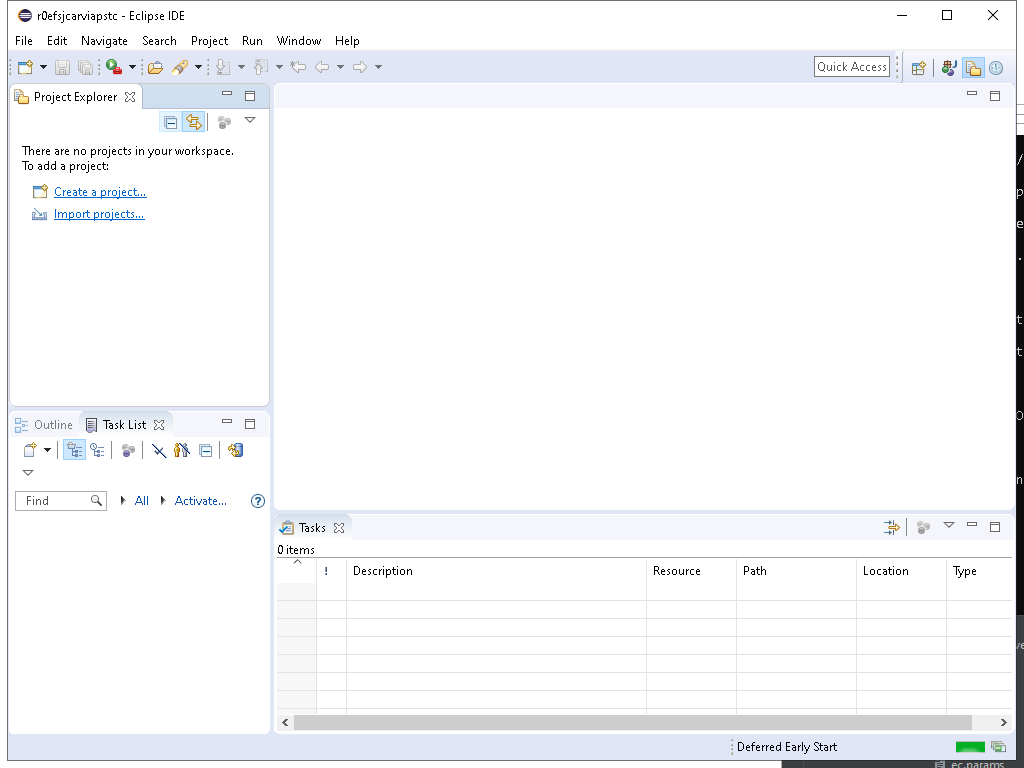 r0efsjcarviapstc - Eclipse IDE
File Edit Navigate Search Project Run Window Help
Quick Access
Project Explorer
There are no projects in your workspace.
To add a project:
Create a project...
Import projects...
Outline
Task List
Find
All
Activate...
Tasks
0 items
! Description Resource Path Location Type
Deferred Early Start
ec.params